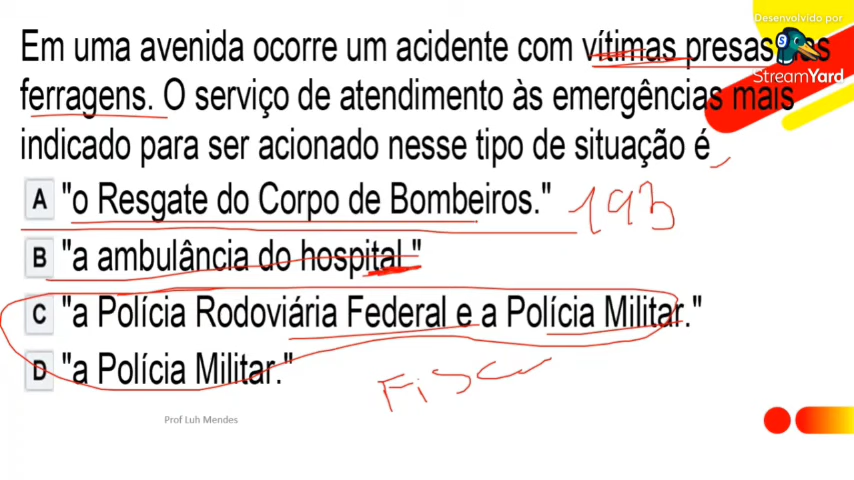 Desenvolvido por
StreamYard
Em uma avenida ocorre um acidente com vítimas presas nas
ferragens. O serviço de atendimento às emergências mais
indicado para ser acionado nesse tipo de situação é
A "o Resgate do Corpo de Bombeiros." 193
B "a ambulância do hospital."
C "a Polícia Rodoviária Federal e a Polícia Militar."
D "a Polícia Militar."
Prof Luh Mendes